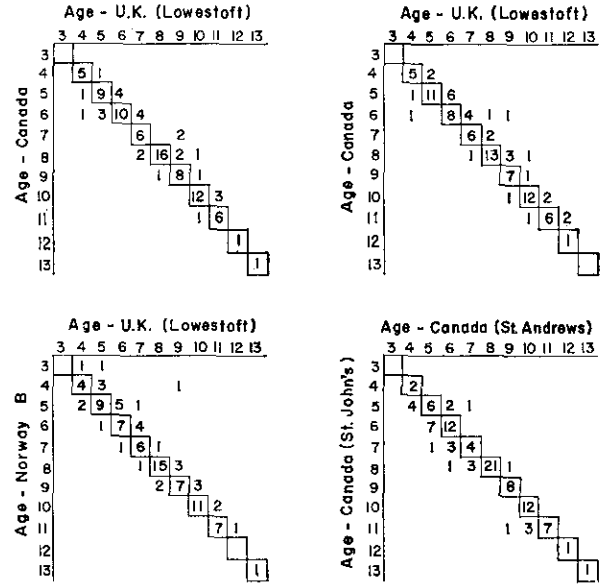 Age - U.K. (Lowestoft)
3 4 5 6 7 8 9 10 11 12 13
Age - Canada
3
4 5 1
5 1 9 4
6 1 3 10 4
7 6 2
8 2 16 2 1
9 1 8 1
10 12 3
11 1 6
12 1
13 1
Age - U.K. (Lowestoft)
3 4 5 6 7 8 9 10 11 12 13
Age - Canada
3
4 5 2
5 1 11 6
6 1 8 4 1 1
7 6 2
8 1 13 3 1
9 7 1
10 1 12 2
11 1 6 2
12 1
13
Age - U.K. (Lowestoft)
3 4 5 6 7 8 9 10 11 12 13
Age - Norway B
3 1 1
4 4 3 1
5 2 9 5 1
6 1 7 4
7 1 6 1
8 1 15 3
9 2 7 3
10 11 2
11 7 1
12
13 1
Age - Canada (St. Andrews)
3 4 5 6 7 8 9 10 11 12 13
Age - Canada (St. John's)
3
4 2
5 4 6 2 1
6 7 12
7 1 3 4
8 1 3 21 1
9 8
10 12
11 1 3 7
12 1
13 1